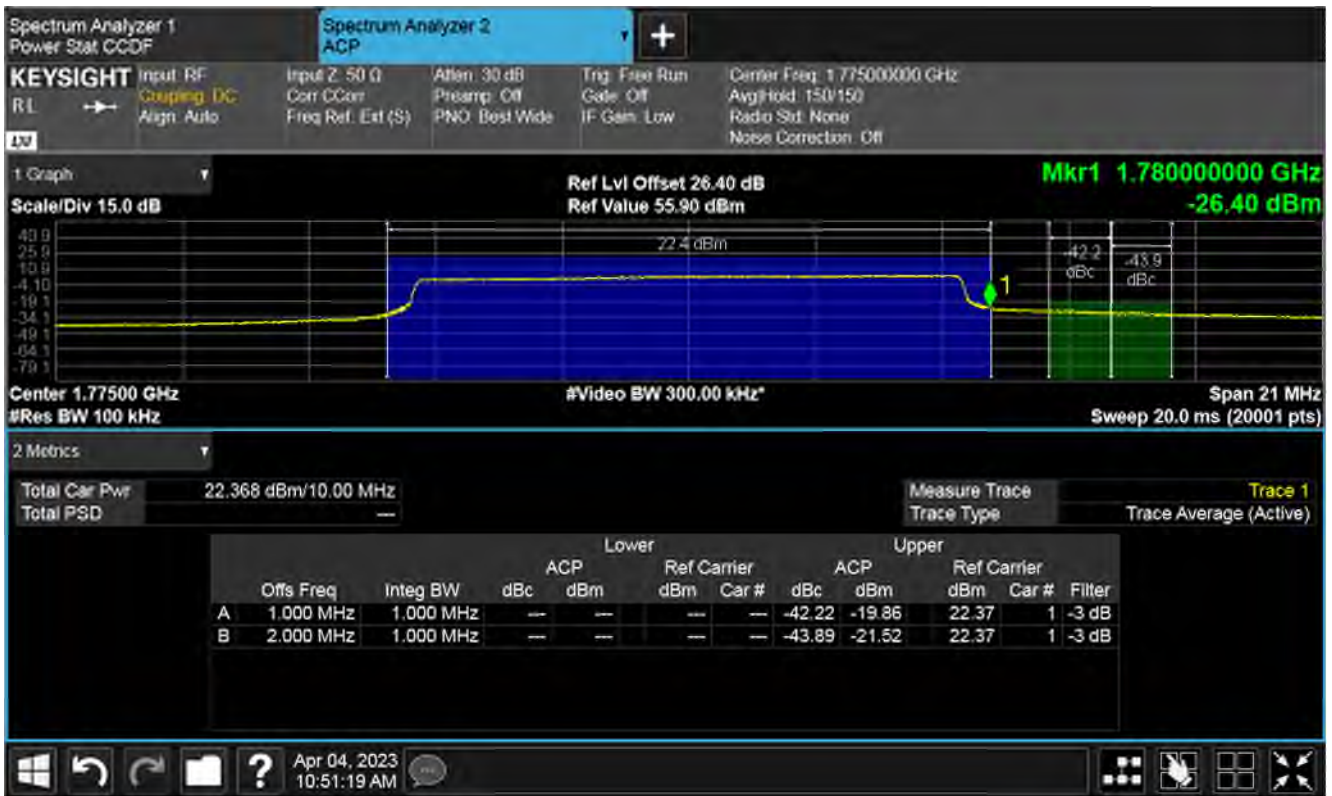 Spectrum Analyzer 1
Power Stat CCDF
Spectrum Analyzer 2
ACP
KEYSIGHT
RL
Input: RF
Coupling: DC
Align: Auto
Input Z: 50 Ω
Corr CCorr
Freq Ref: Ext (S)
Atten: 30 dB
Preamp: Off
PNO: Best Wide
Trig: Free Run
Gate: Off
IF Gain: Low
Center Freq: 1.775000000 GHz
Avg|Hold: 150/150
Radio Std: None
Noise Correction: Off
1 Graph
Scale/Div 15.0 dB
Ref Lvl Offset 26.40 dB
Ref Value 55.90 dBm
Mkr1 1.780000000 GHz
-26.40 dBm
40.9
25.9
10.9
-4.10
-19.1
-34.1
-49.1
-64.1
-79.1
22.4 dBm
-42.2
dBc
-43.9
dBc
1
Center 1.77500 GHz
#Video BW 300.00 kHz*
Span 21 MHz
#Res BW 100 kHz
Sweep 20.0 ms (20001 pts)
2 Metrics
Total Car Pwr 22.368 dBm/10.00 MHz
Total PSD ---
Measure Trace Trace 1
Trace Type Trace Average (Active)
Lower Upper
ACP Ref Carrier ACP Ref Carrier
Offs Freq Integ BW dBc dBm dBm Car # dBc dBm dBm Car # Filter
A 1.000 MHz 1.000 MHz --- --- --- --- -42.22 -19.86 22.37 1 -3 dB
B 2.000 MHz 1.000 MHz --- --- --- --- -43.89 -21.52 22.37 1 -3 dB
?
Apr 04, 2023
10:51:19 AM